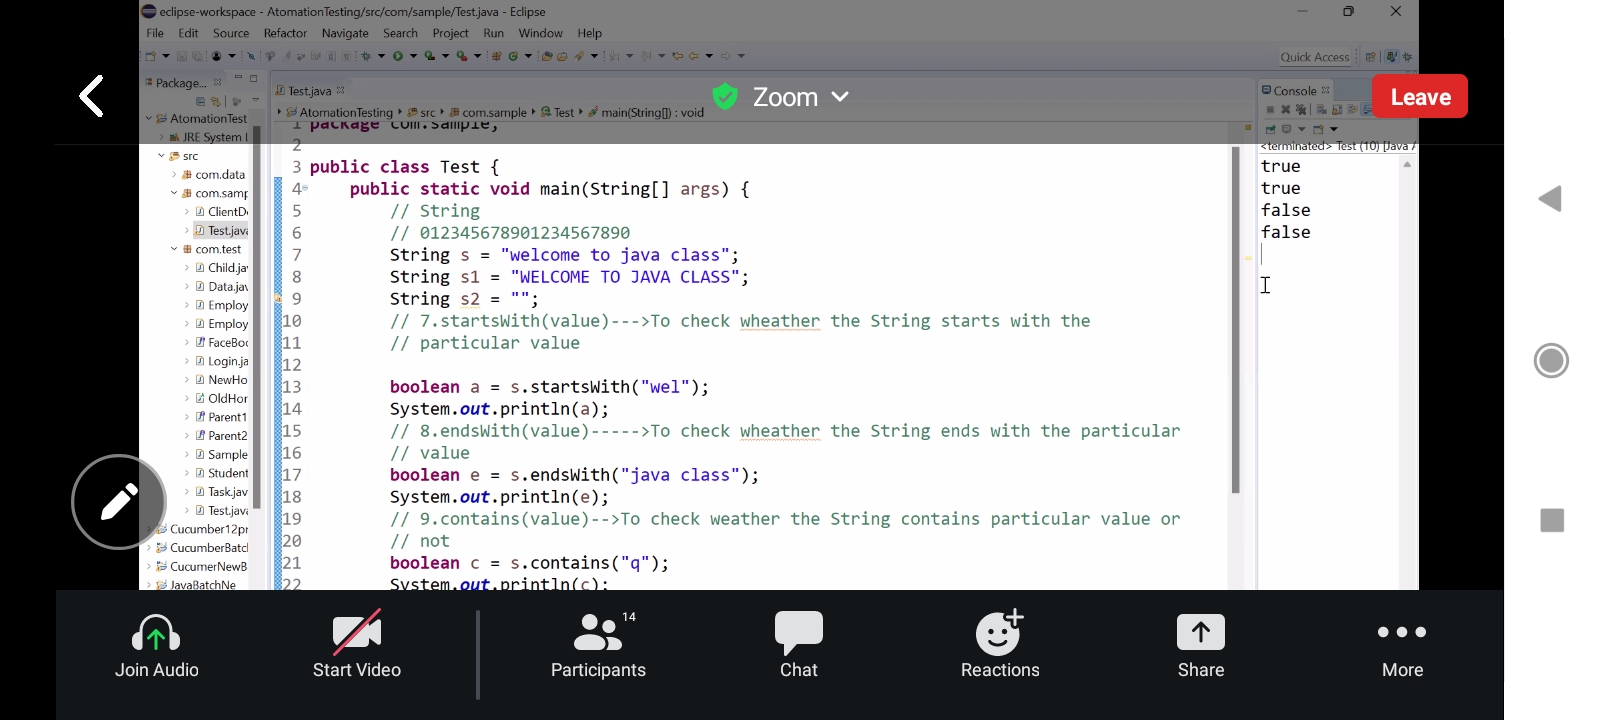 eclipse-workspace - AtomationTesting/src/com/sample/Test.java - Eclipse
File Edit Source Refactor Navigate Search Project Run Window Help
Quick Access
Package...
Test.java
Zoom
Console
Leave
AtomationTesting src com.sample Test main(String[]) : void
<terminated> Test (10) [Java /
AtomationTest
JRE System l
src
com.data
com.samp
ClientDe
Test.java
com.test
Child.ja
Data.jav
Employ
Employ
FaceBoo
Login.ja
NewHo
OldHor
Parent1
Parent2
Sample
Student
Task.jav
Test.java
Cucumber12pr
CucumberBatcl
CucumerNewB
JavaBatchNe
1 package com.sample;
2
3 public class Test {
4 public static void main(String[] args) {
5 // String
6 // 012345678901234567890
7 String s = "welcome to java class";
8 String s1 = "WELCOME TO JAVA CLASS";
9 String s2 = "";
10 // 7.startsWith(value)--->To check wheather the String starts with the
11 // particular value
12
13 boolean a = s.startsWith("wel");
14 System.out.println(a);
15 // 8.endsWith(value)----->To check wheather the String ends with the particular
16 // value
17 boolean e = s.endsWith("java class");
18 System.out.println(e);
19 // 9.contains(value)-->To check weather the String contains particular value or
20 // not
21 boolean c = s.contains("q");
22 System.out.println(c);
true
true
false
false
Join Audio
Start Video
14
Participants
Chat
Reactions
Share
More